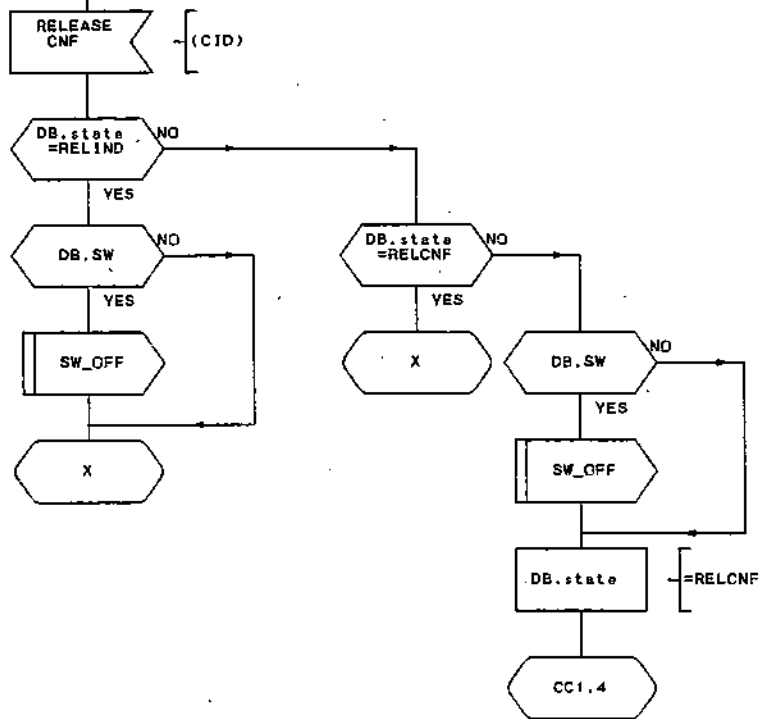 RELEASE
CNF
(CID)
DB.state
=RELIND
NO
YES
DB.SW
NO
YES
SW_OFF
X
DB.state
=RELCNF
NO
YES
X
DB.SW
NO
YES
SW_OFF
DB.state
=RELCNF
CC1.4